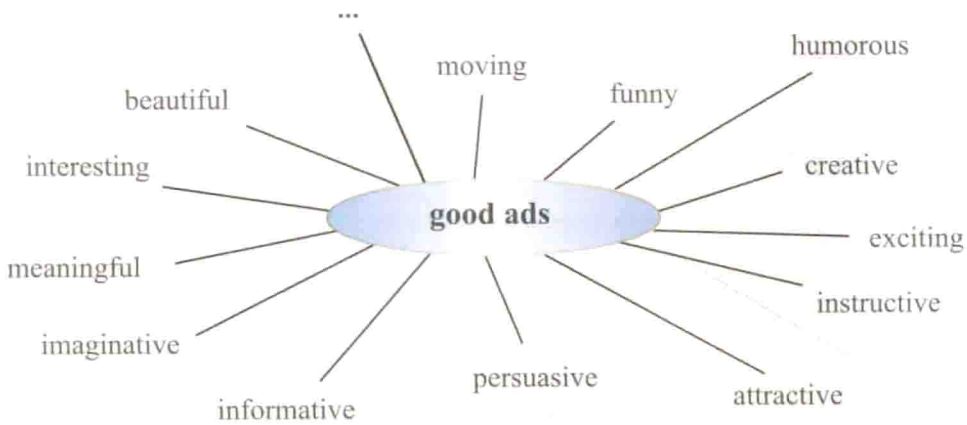 ...
humorous
moving
funny
beautiful
interesting
creative
good ads
exciting
meaningful
instructive
imaginative
persuasive
attractive
informative